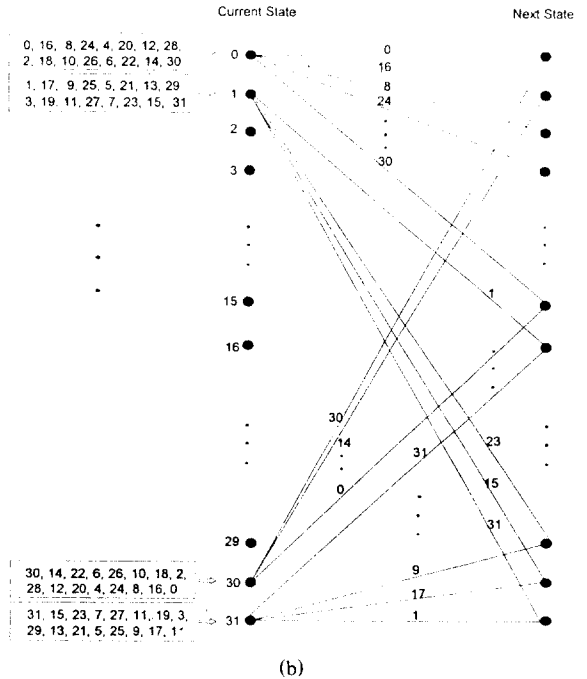 Current State
Next State
0, 16, 8, 24, 4, 20, 12, 28,
2, 18, 10, 26, 6, 22, 14, 30
1, 17, 9, 25, 5, 21, 13, 29
3, 19, 11, 27, 7, 23, 15, 31
0
1
2
3
15
16
29
30
31
0
16
8
24
30
1
30
14
0
31
23
15
31
9
17
1
30, 14, 22, 6, 26, 10, 18, 2,
28, 12, 20, 4, 24, 8, 16, 0
31, 15, 23, 7, 27, 11, 19, 3,
29, 13, 21, 5, 25, 9, 17, 1
(b)